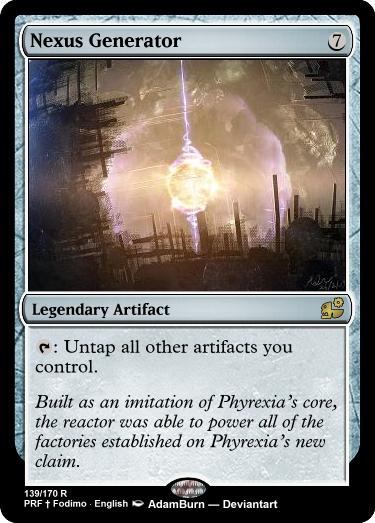 Nexus Generator 7
Legendary Artifact
: Untap all other artifacts you
control.
Built as an imitation of Phyrexia's core,
the reactor was able to power all of the
factories established on Phyrexia's new
claim.
139/170 R
PRF † Fodimo · English AdamBurn — Deviantart